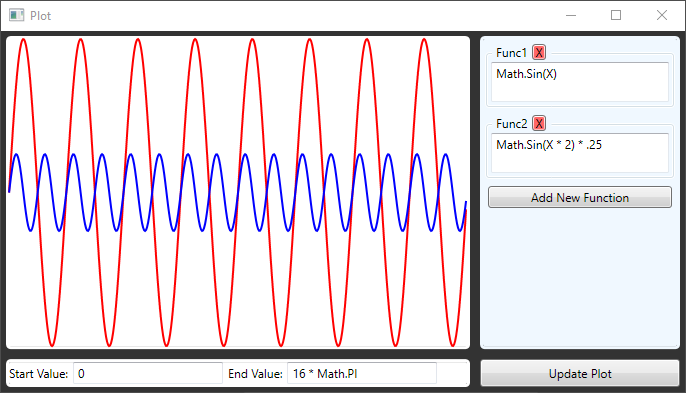 Plot
Func1 X
Math.Sin(X)
Func2 X
Math.Sin(X * 2) * .25
Add New Function
Start Value: 0 End Value: 16 * Math.PI
Update Plot